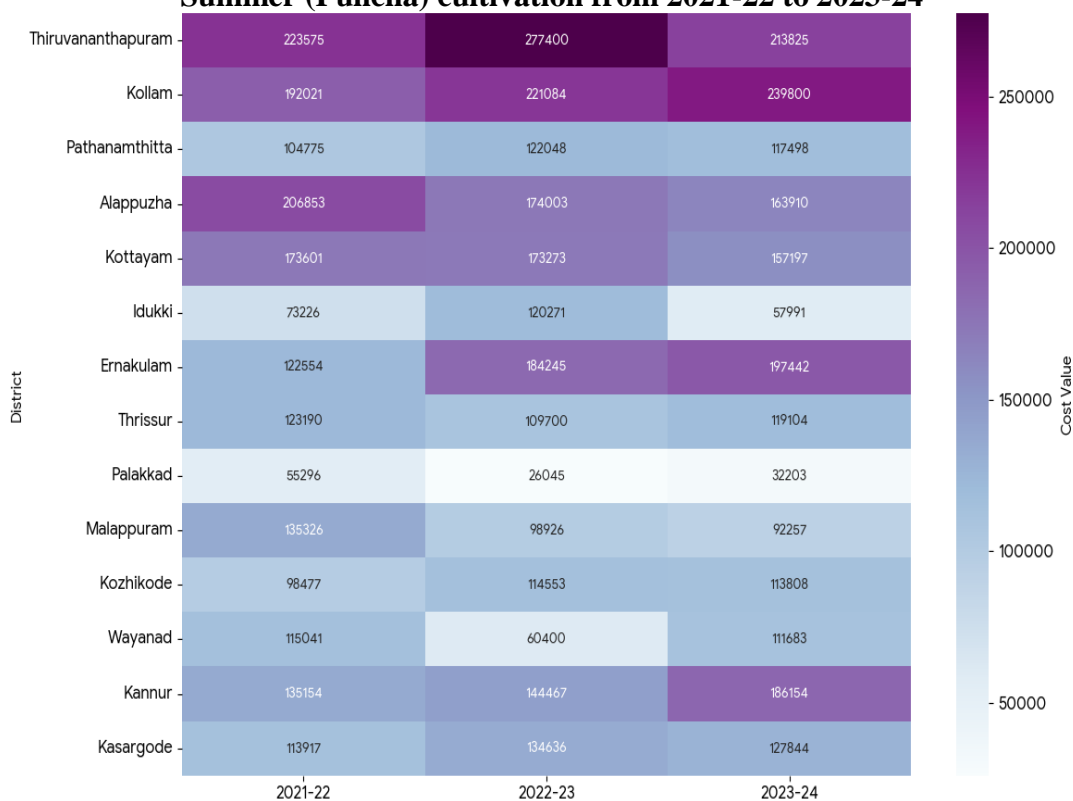 Summer (Puncha) cultivation from 2021-22 to 2023-24
Thiruvananthapuram 223575 277400 213825
Kollam 192021 221084 239800
Pathanamthitta 104775 122048 117498
Alappuzha 206853 174003 163910
Kottayam 173601 173273 157197
Idukki 73226 120271 57991
Ernakulam 122554 184245 197442
Thrissur 123190 109700 119104
Palakkad 55296 26045 32203
Malappuram 135326 98926 92257
Kozhikode 98477 114553 113808
Wayanad 115041 60400 111683
Kannur 135154 144467 186154
Kasargode 113917 134636 127844
2021-22 2022-23 2023-24
District
250000
200000
150000
100000
50000
Cost Value